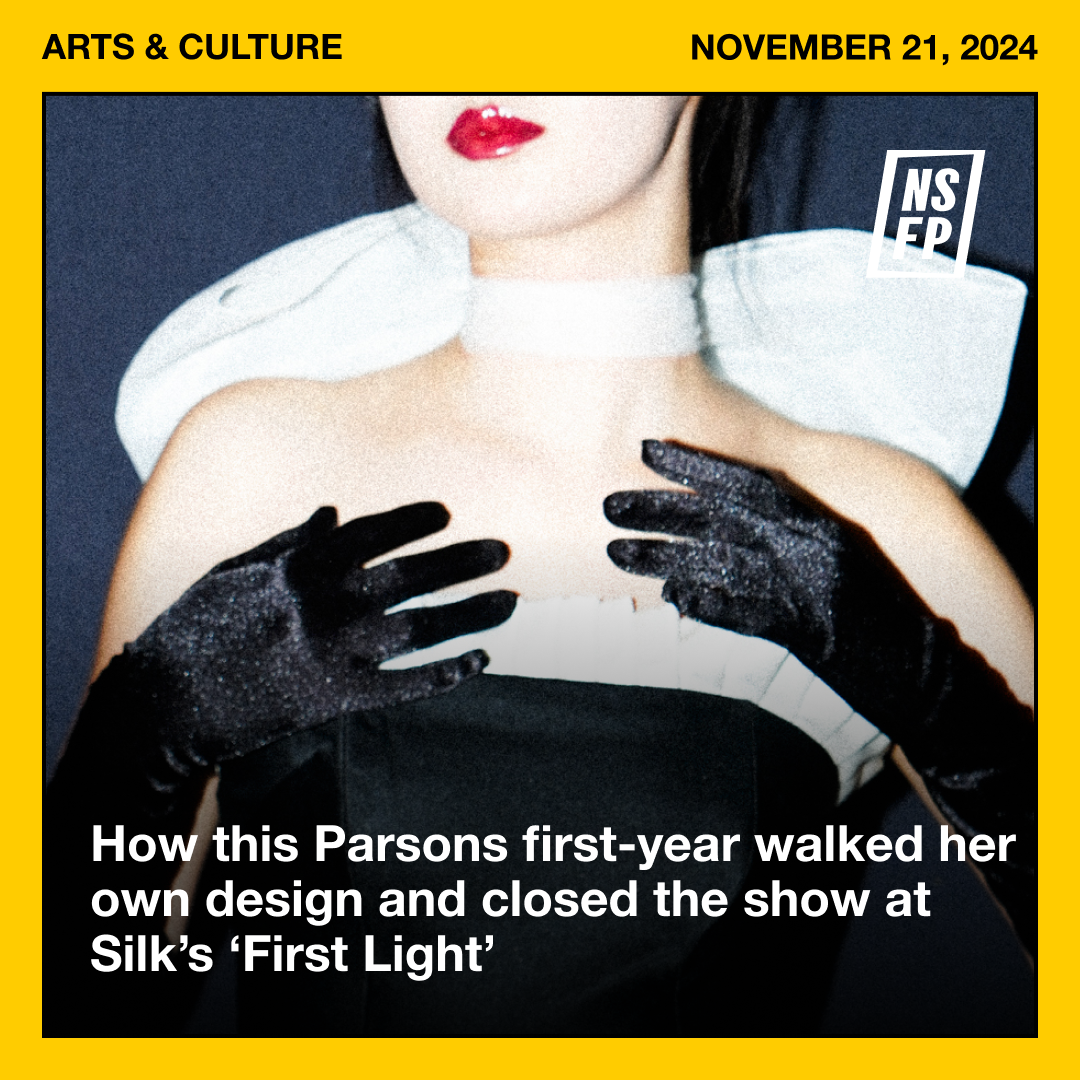 ARTS & CULTURE
NOVEMBER 21, 2024
NS
FP
How this Parsons first-year walked her
own design and closed the show at
Silk’s ‘First Light’